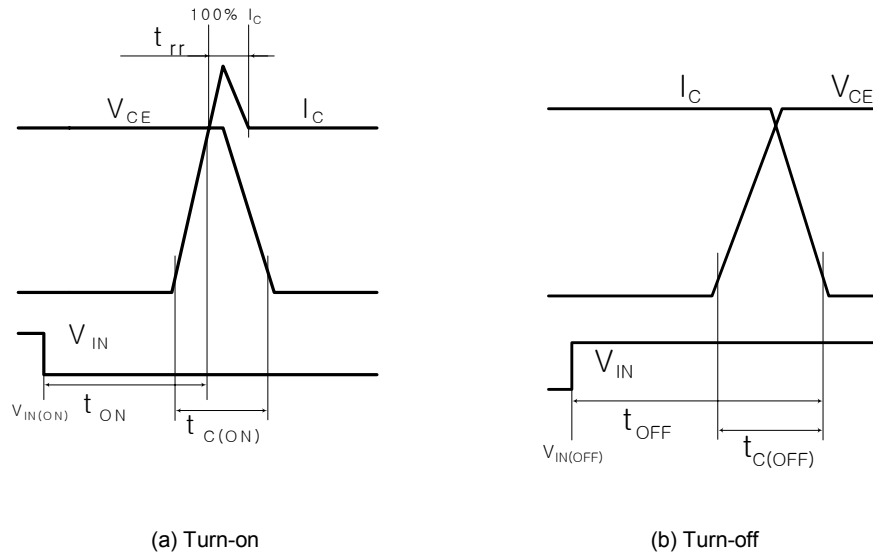 100% I_C
t_rr
V_CE
I_C
V_IN
t_ON
V_IN(ON)
t_C(ON)
(a) Turn-on
I_C
V_CE
V_IN
t_OFF
V_IN(OFF)
t_C(OFF)
(b) Turn-off